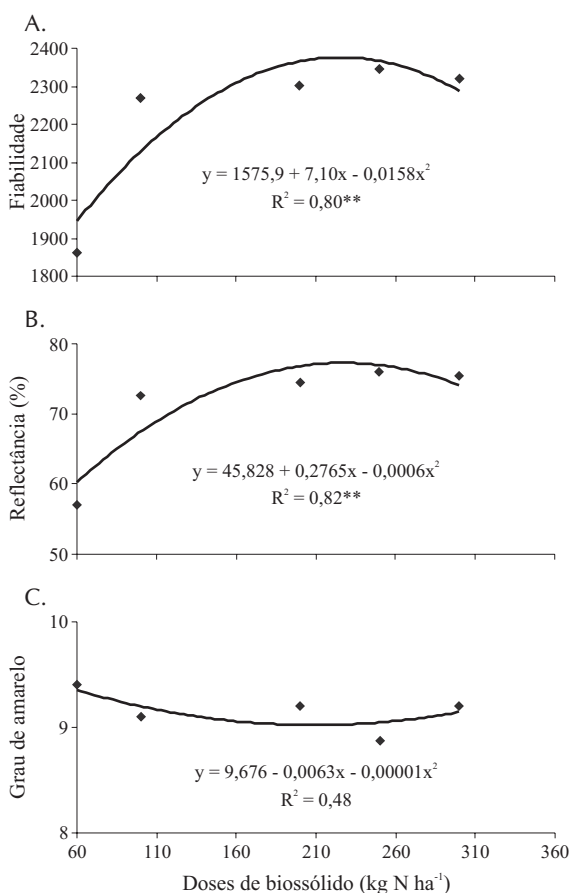 A.
2400
2300
2200
2100
2000
1900
1800
Fiabilidade
y = 1575,9 + 7,10x - 0,0158x²
R² = 0,80**
B.
80
70
60
50
Reflectância (%)
y = 45,828 + 0,2765x - 0,0006x²
R² = 0,82**
C.
10
9
8
Grau de amarelo
y = 9,676 - 0,0063x - 0,00001x²
R² = 0,48
60 110 160 210 260 310 360
Doses de biossólido (kg N ha⁻¹)